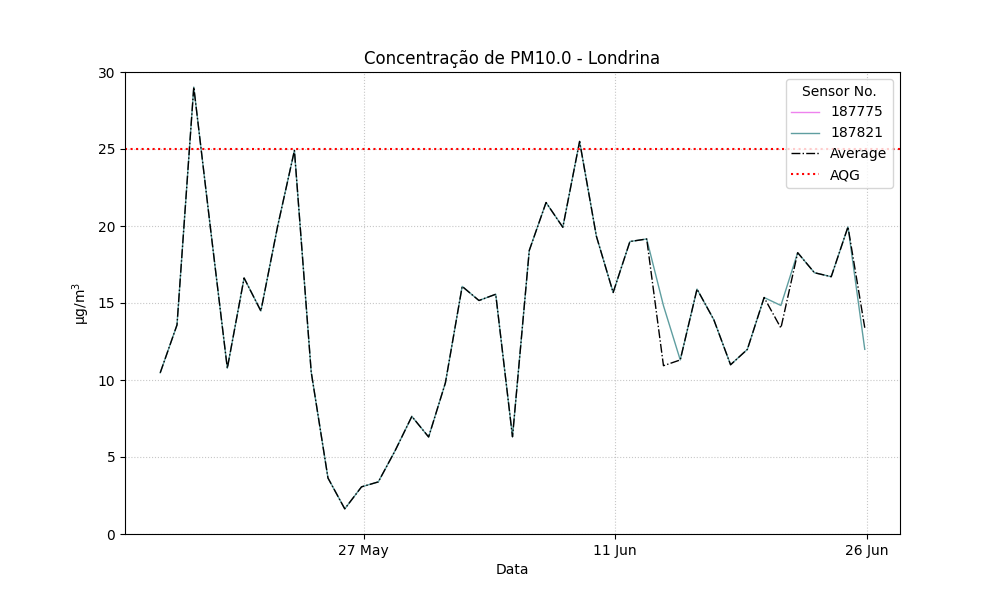 Concentração de PM10.0 - Londrina
30
25
20
15
10
5
0
µg/m³
Sensor No.
187775
187821
Average
AQG
27 May
11 Jun
26 Jun
Data